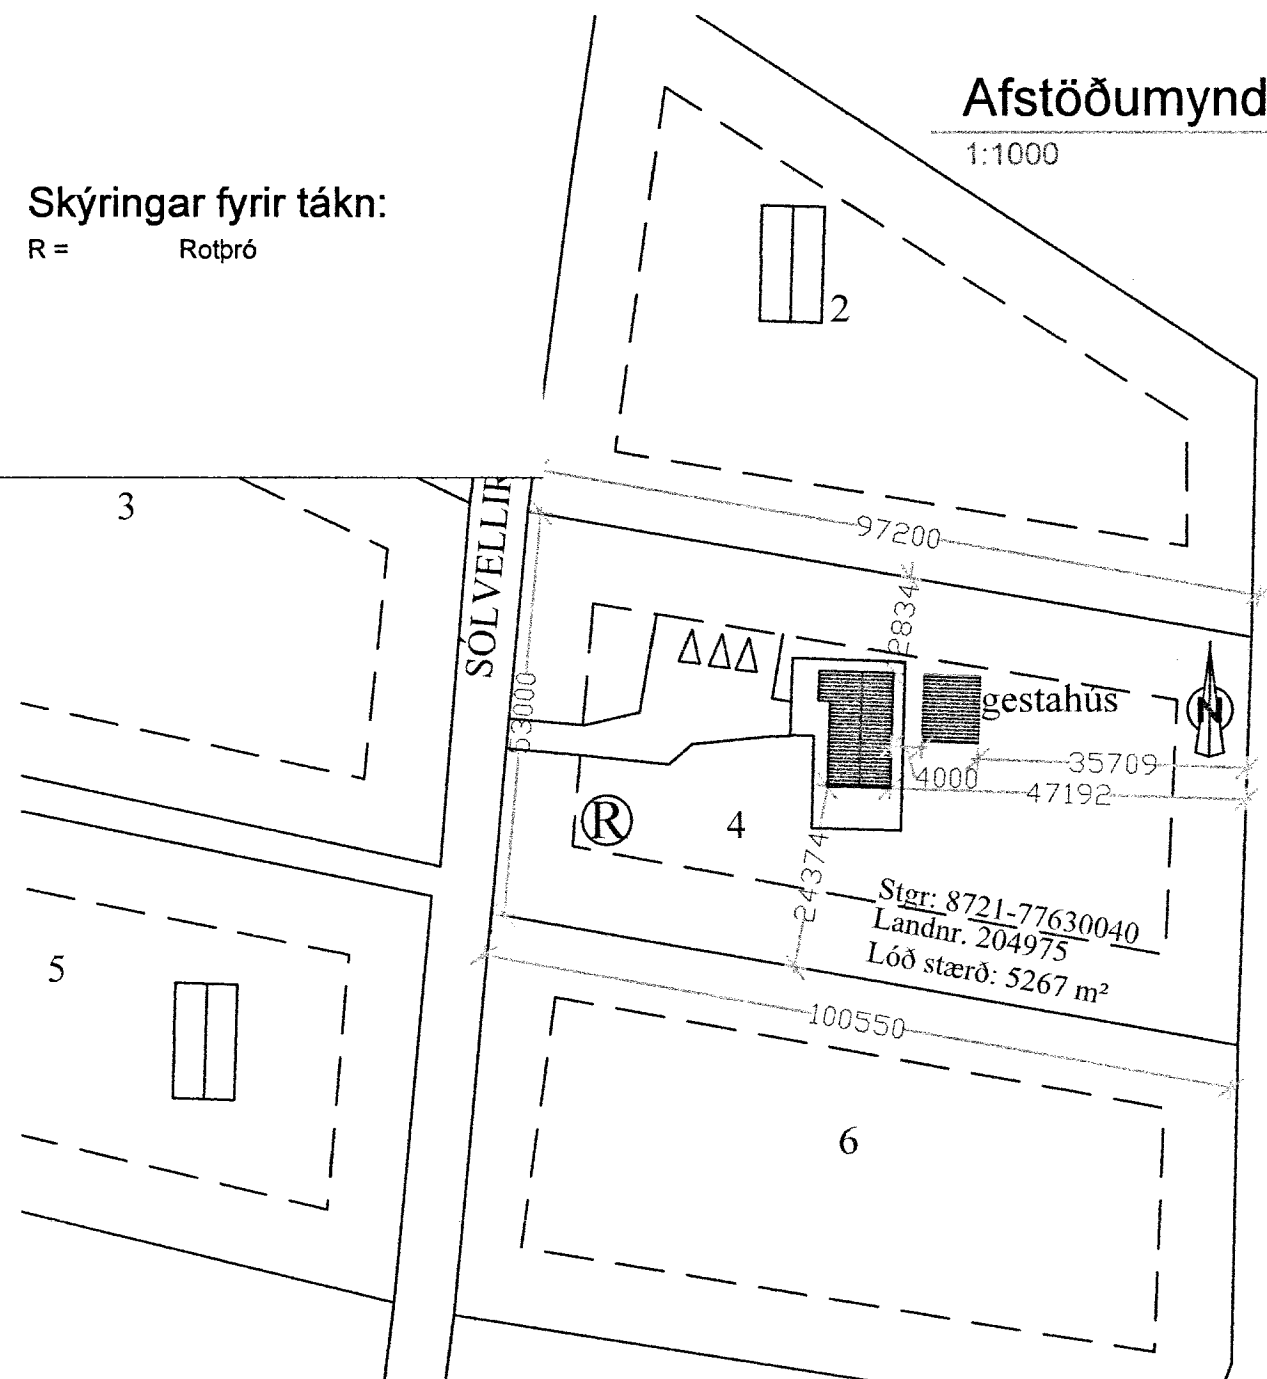 Afstöðumynd
1:1000
Skýringar fyrir tákn:
R = Rotþró
2
3
SÓLVELLIR
97200
2834
53000
gestahús
N
35709
4000
47192
R
4
24374
Stgr: 8721-77630040
Landnr. 204975
Lóð stærð: 5267 m²
5
100550
6